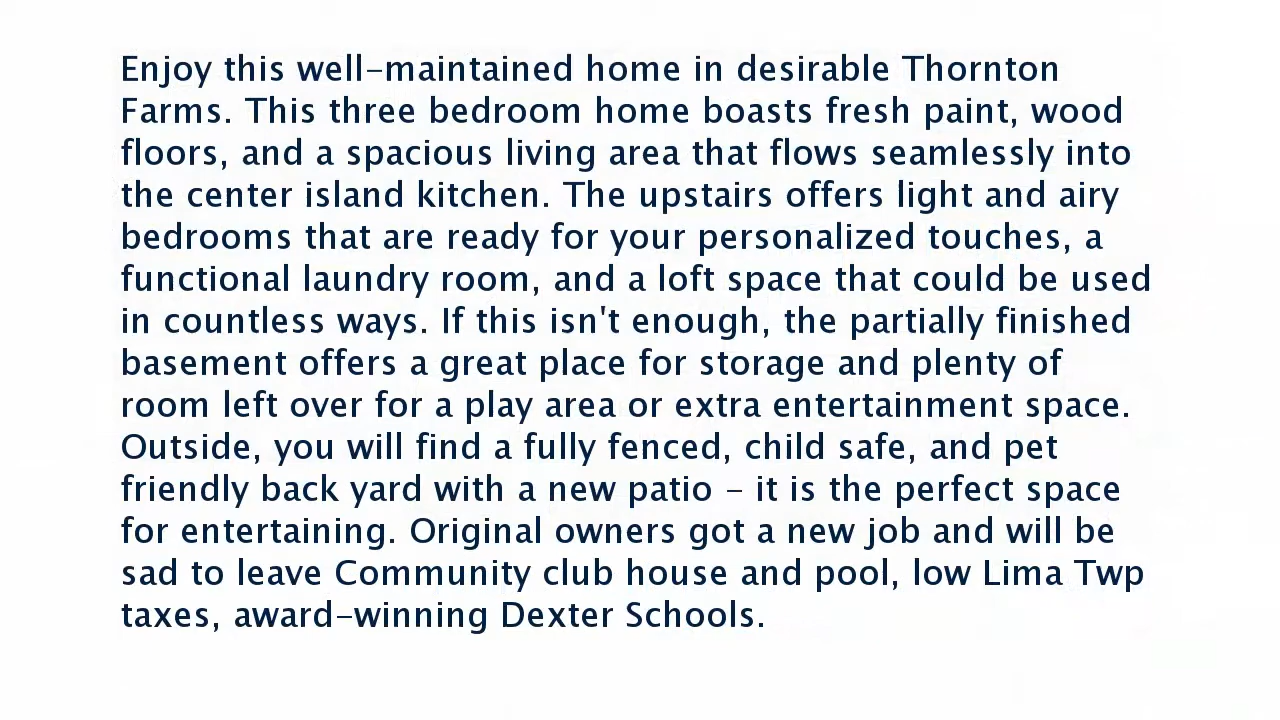 Enjoy this well-maintained home in desirable Thornton
Farms. This three bedroom home boasts fresh paint, wood
floors, and a spacious living area that flows seamlessly into
the center island kitchen. The upstairs offers light and airy
bedrooms that are ready for your personalized touches, a
functional laundry room, and a loft space that could be used
in countless ways. If this isn't enough, the partially finished
basement offers a great place for storage and plenty of
room left over for a play area or extra entertainment space.
Outside, you will find a fully fenced, child safe, and pet
friendly back yard with a new patio - it is the perfect space
for entertaining. Original owners got a new job and will be
sad to leave Community club house and pool, low Lima Twp
taxes, award-winning Dexter Schools.